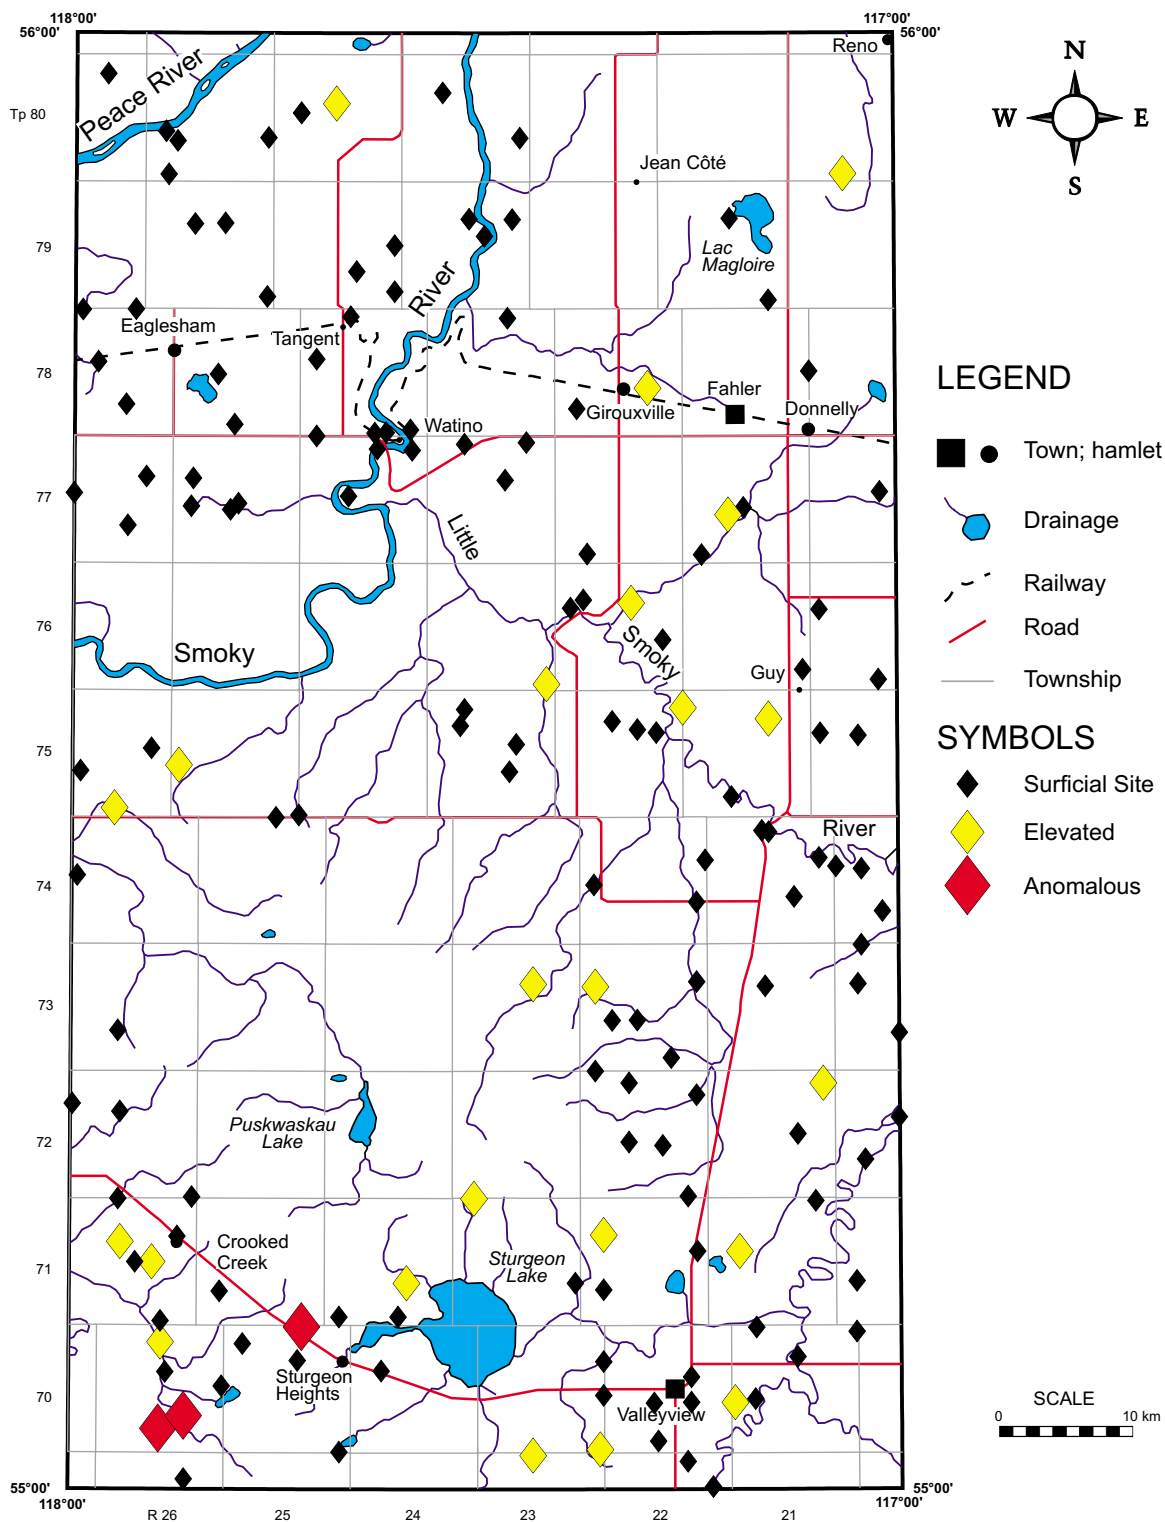 118°00'
117°00'
56°00'
56°00'
Reno
Peace River
Tp 80
N
W
E
S
Jean Côté
79
Lac
Magloire
River
Eaglesham
Tangent
78
Fahler
Girouxville
Donnelly
Watino
77
Little
76
Smoky
Smoky
Guy
75
River
74
73
72
Puskwaskau
Lake
71
Crooked
Creek
Sturgeon
Lake
Sturgeon
Heights
70
Valleyview
55°00'
55°00'
118°00'
117°00'
R 26
25
24
23
22
21
LEGEND
Town; hamlet
Drainage
Railway
Road
Township
SYMBOLS
Surficial Site
Elevated
Anomalous
SCALE
0
10 km